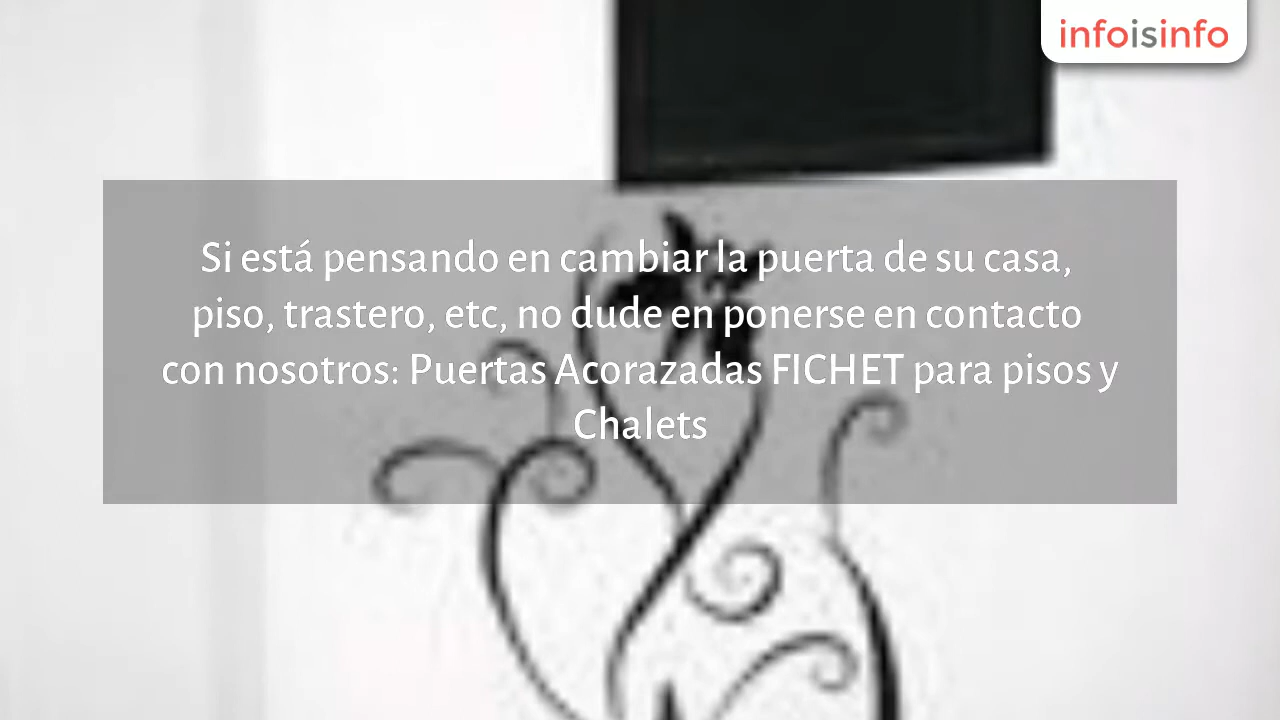 infoisinfo
Si está pensando en cambiar la puerta de su casa,
piso, trastero, etc, no dude en ponerse en contacto
con nosotros: Puertas Acorazadas FICHET para pisos y
Chalets